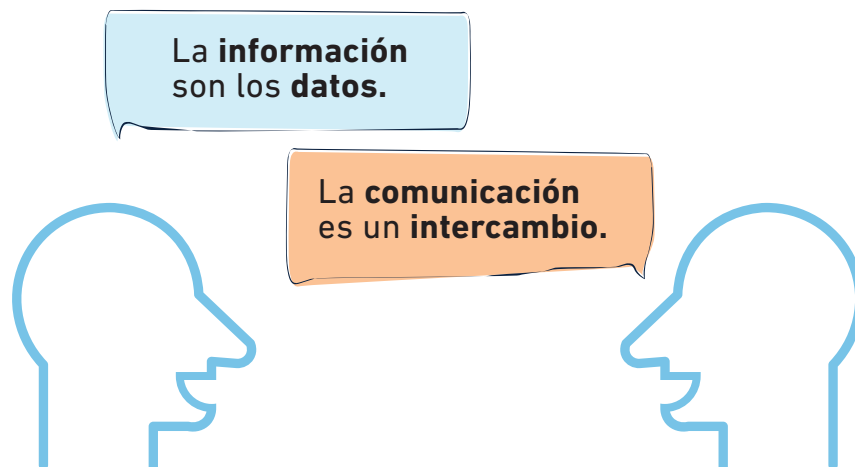 La información
son los datos.
La comunicación
es un intercambio.